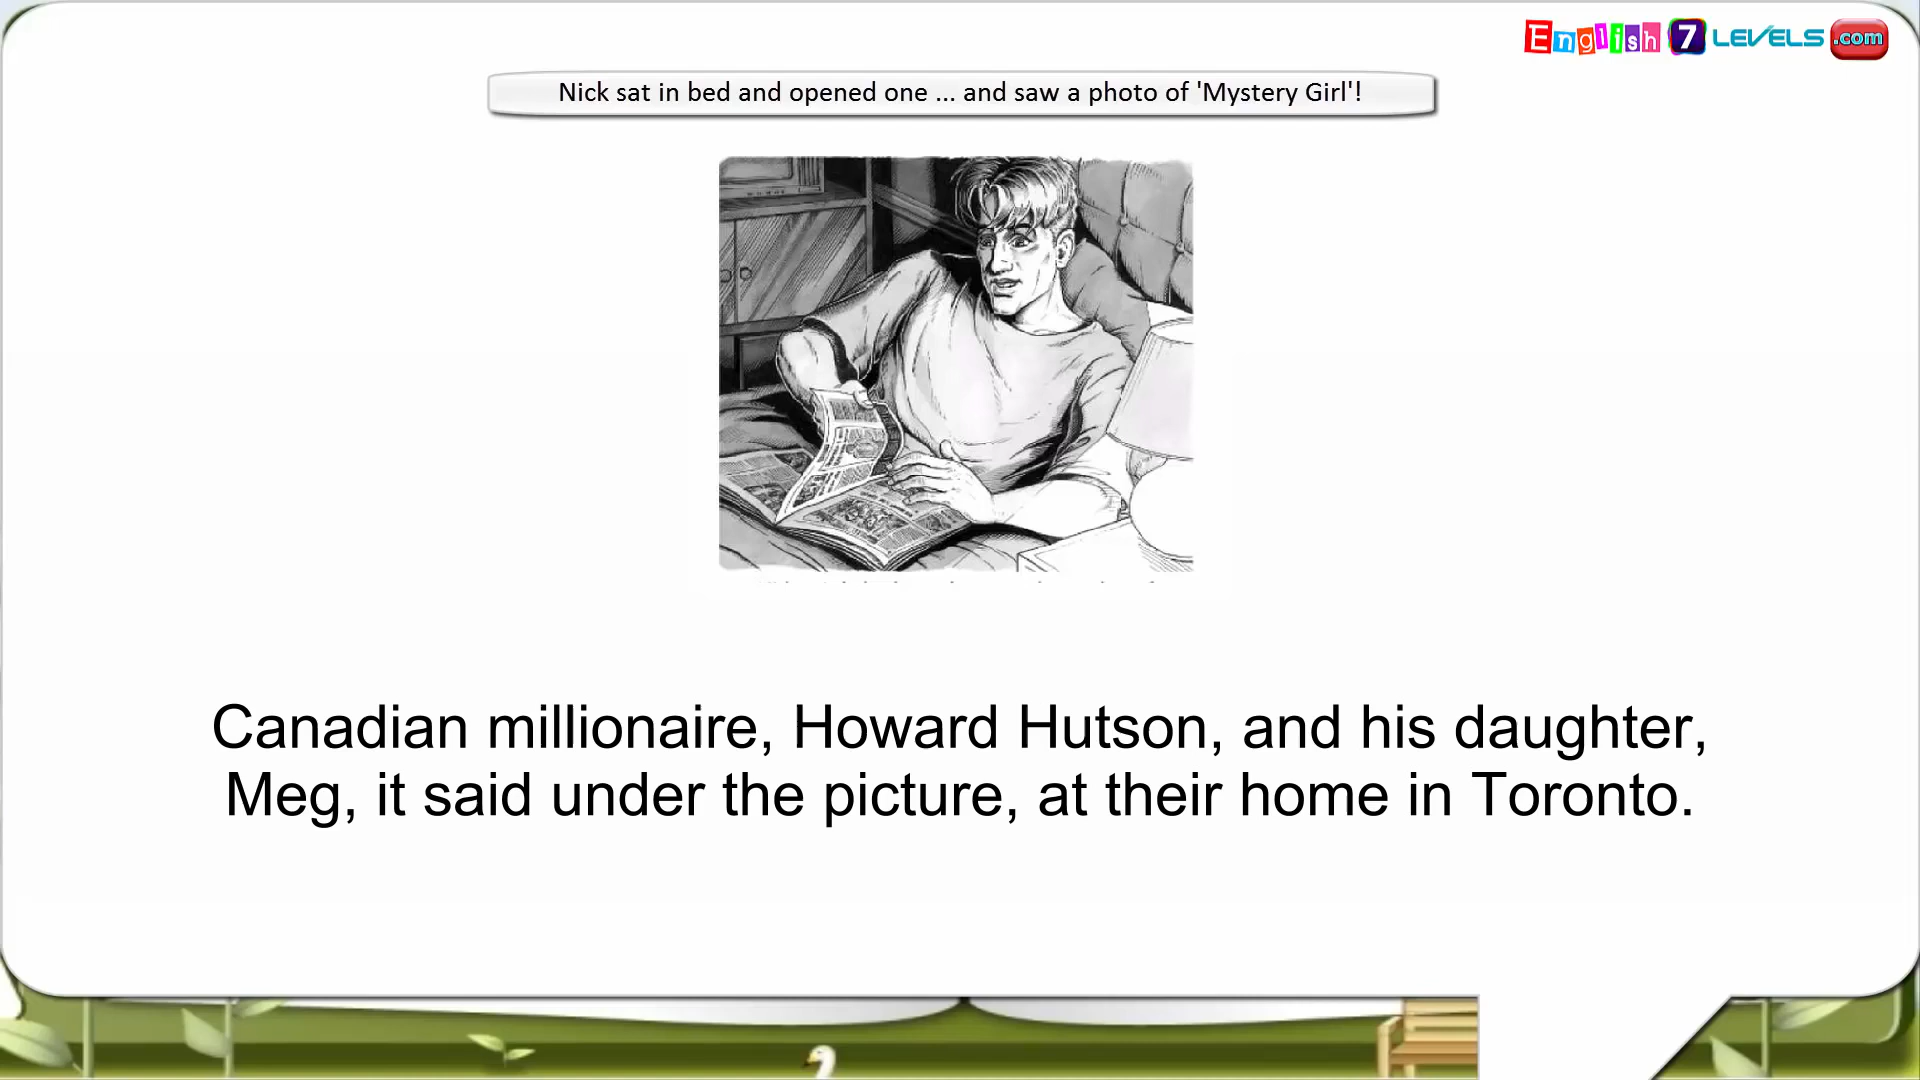 English 7 LEVELS .com
Nick sat in bed and opened one ... and saw a photo of 'Mystery Girl'!
Canadian millionaire, Howard Hutson, and his daughter,
Meg, it said under the picture, at their home in Toronto.